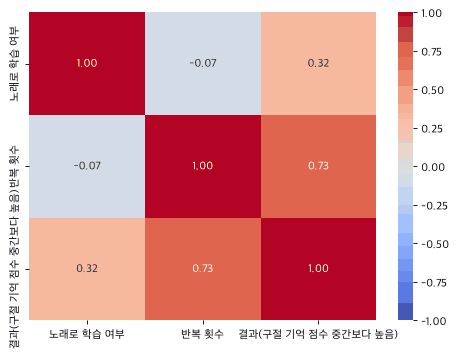 노래로 학습 여부
반복 횟수
결과(구절 기억 점수 중간보다 높음)
1.00 -0.07 0.32
-0.07 1.00 0.73
0.32 0.73 1.00
노래로 학습 여부 반복 횟수 결과(구절 기억 점수 중간보다 높음)
1.00
0.75
0.50
0.25
0.00
-0.25
-0.50
-0.75
-1.00